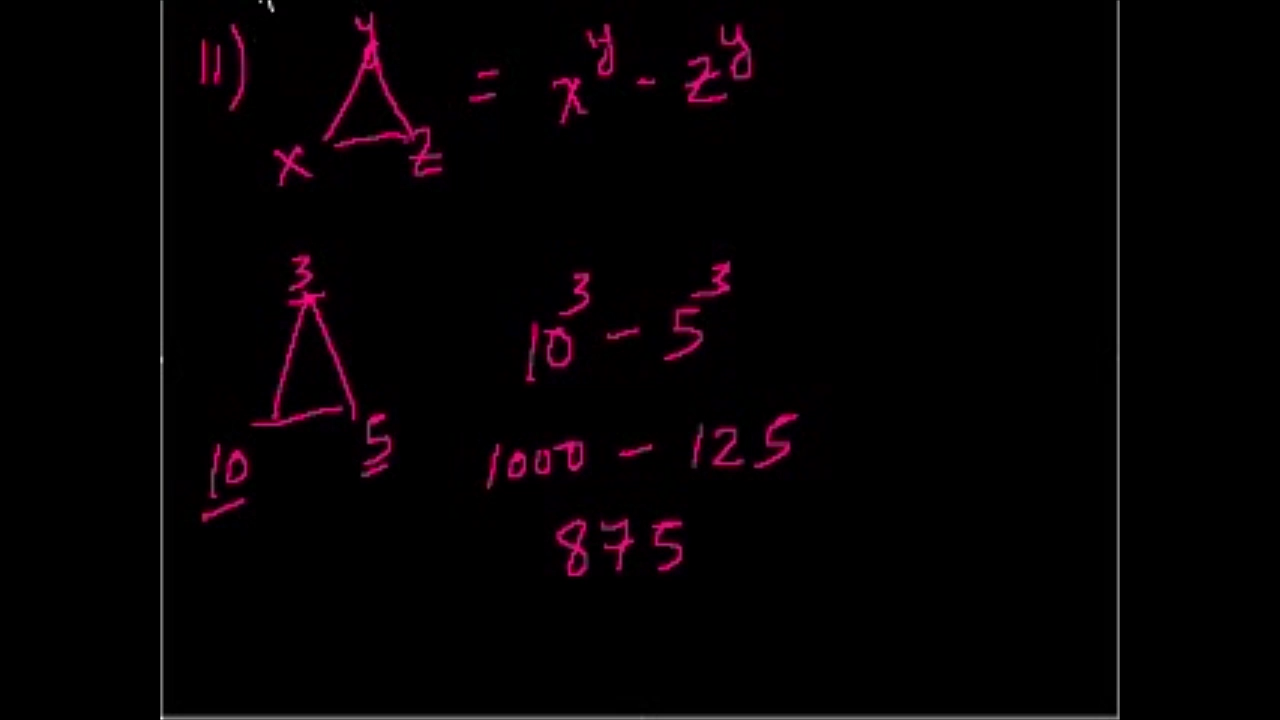 11)
y
= x^y - z^y
x z
3
10^3 - 5^3
10 5
1000 - 125
875